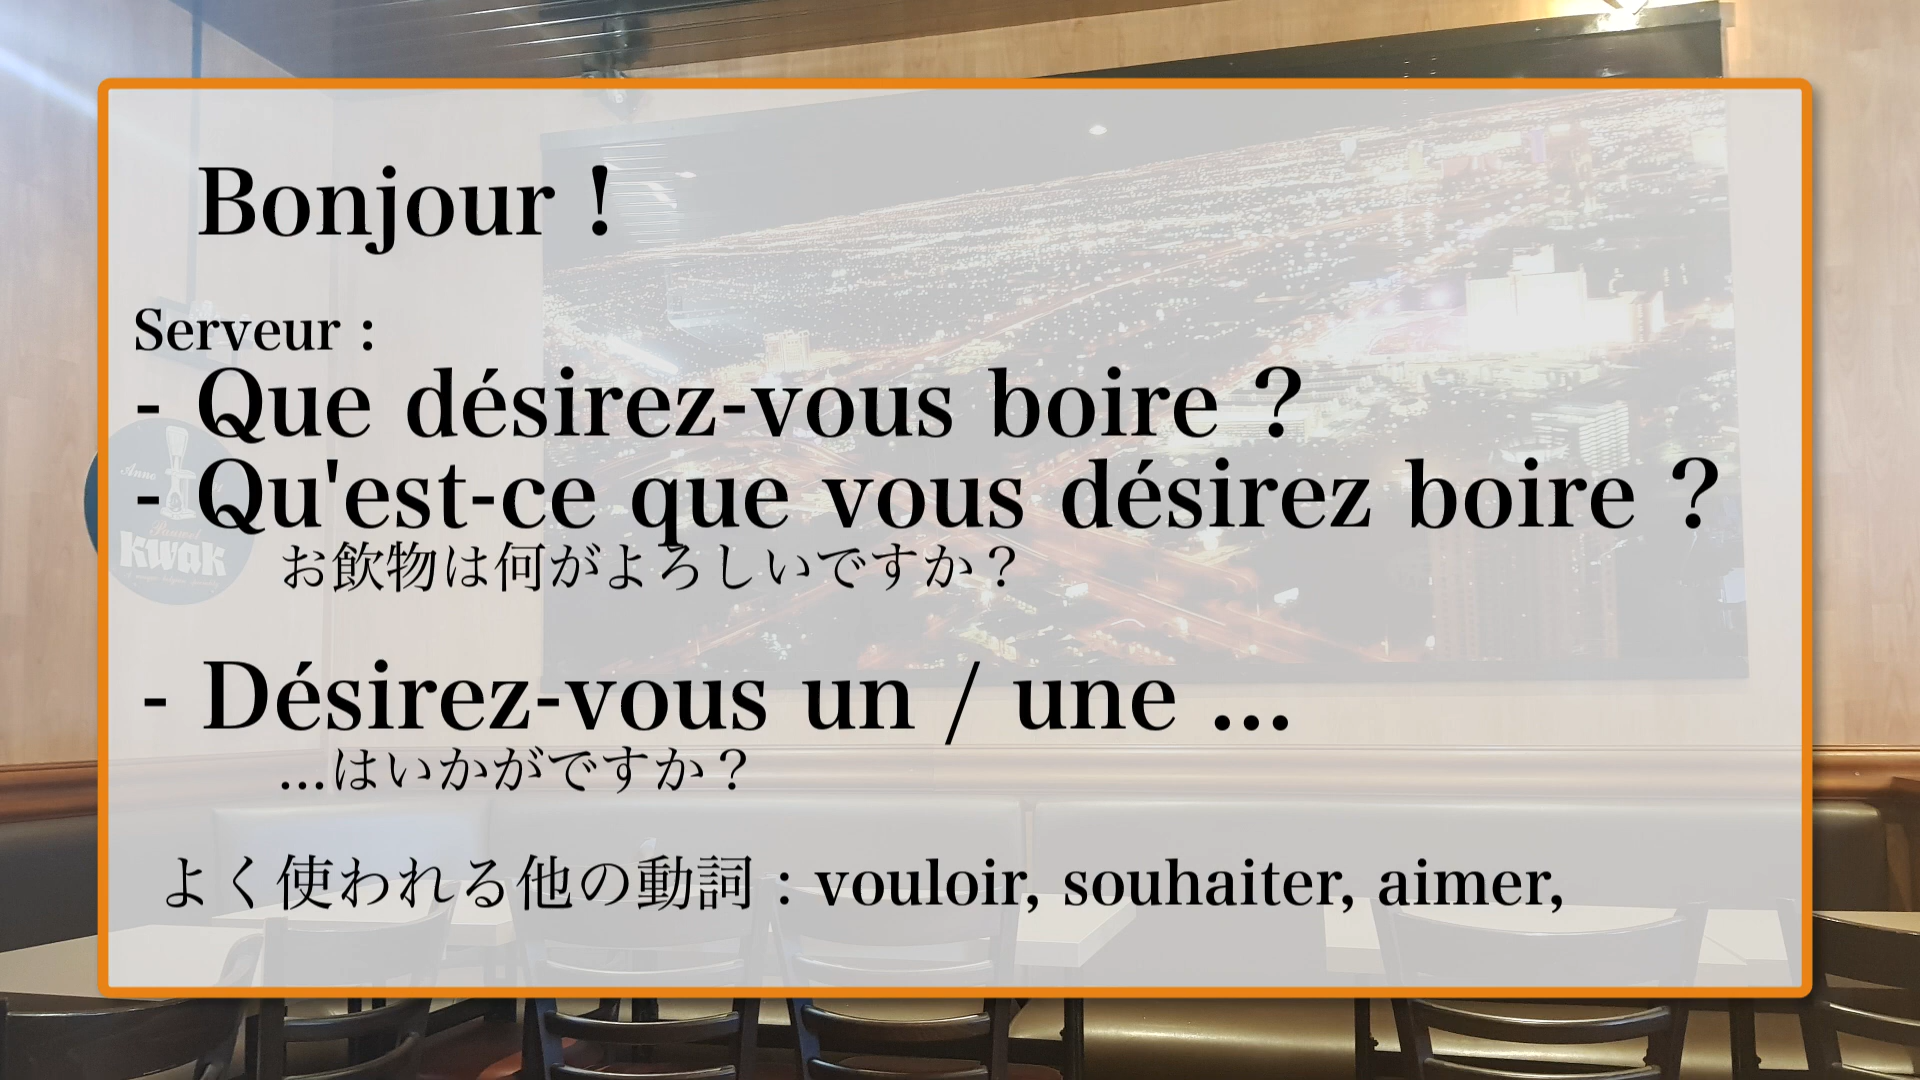 Bonjour !
Serveur :
- Que désirez-vous boire ?
- Qu'est-ce que vous désirez boire ?
お飲物は何がよろしいですか？
- Désirez-vous un / une ...
...はいかがですか？
よく使われる他の動詞 : vouloir, souhaiter, aimer,
Pauwel
kwak